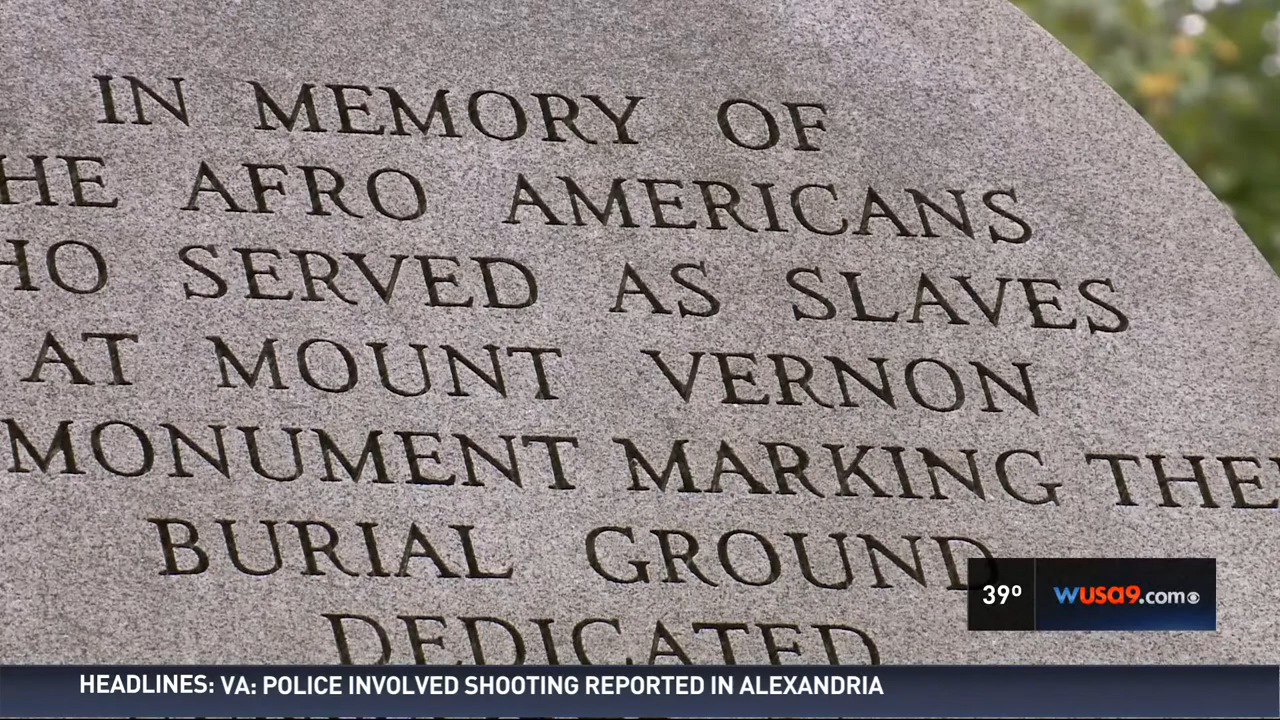 IN MEMORY OF
HE AFRO AMERICANS
HO SERVED AS SLAVES
AT MOUNT VERNON
MONUMENT MARKING THE
BURIAL GROUND
DEDICATED
39º wusa9.com
HEADLINES: VA: POLICE INVOLVED SHOOTING REPORTED IN ALEXANDRIA